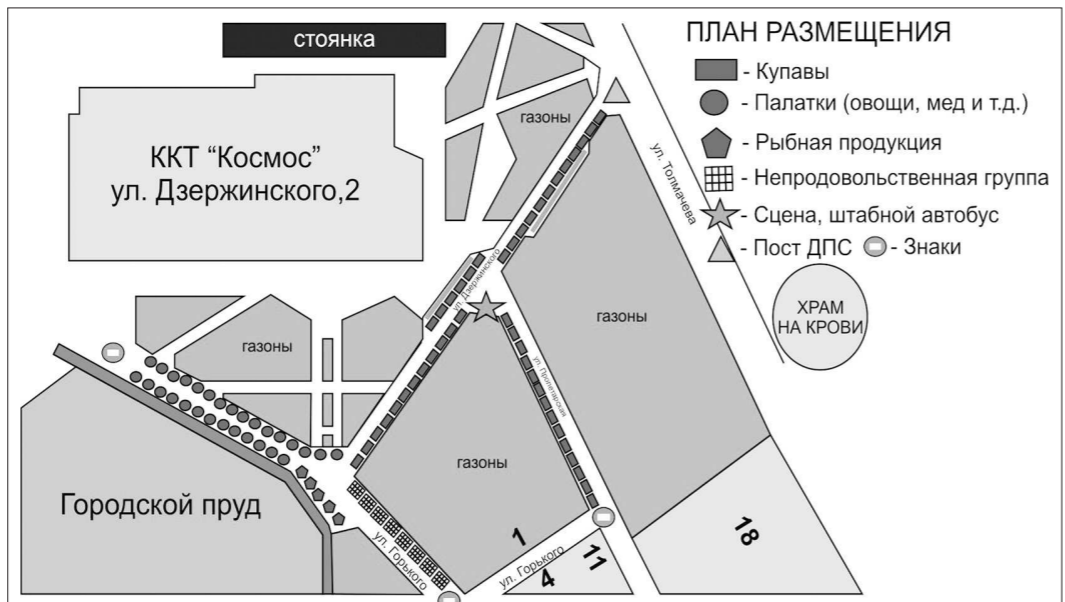 СТОЯНКА
ПЛАН РАЗМЕЩЕНИЯ
- Купавы
- Палатки (овощи, мед и т.д.)
- Рыбная продукция
- Непродовольственная группа
- Сцена, штабной автобус
- Пост ДПС
- Знаки
газоны
ККТ “Космос”
ул. Дзержинского,2
ул. Толмачева
ул. Дзержинского
ХРАМ
НА КРОВИ
газоны
газоны
ул. Пролетарская
газоны
Городской пруд
ул. Горького
ул. Горького
1
4
11
18